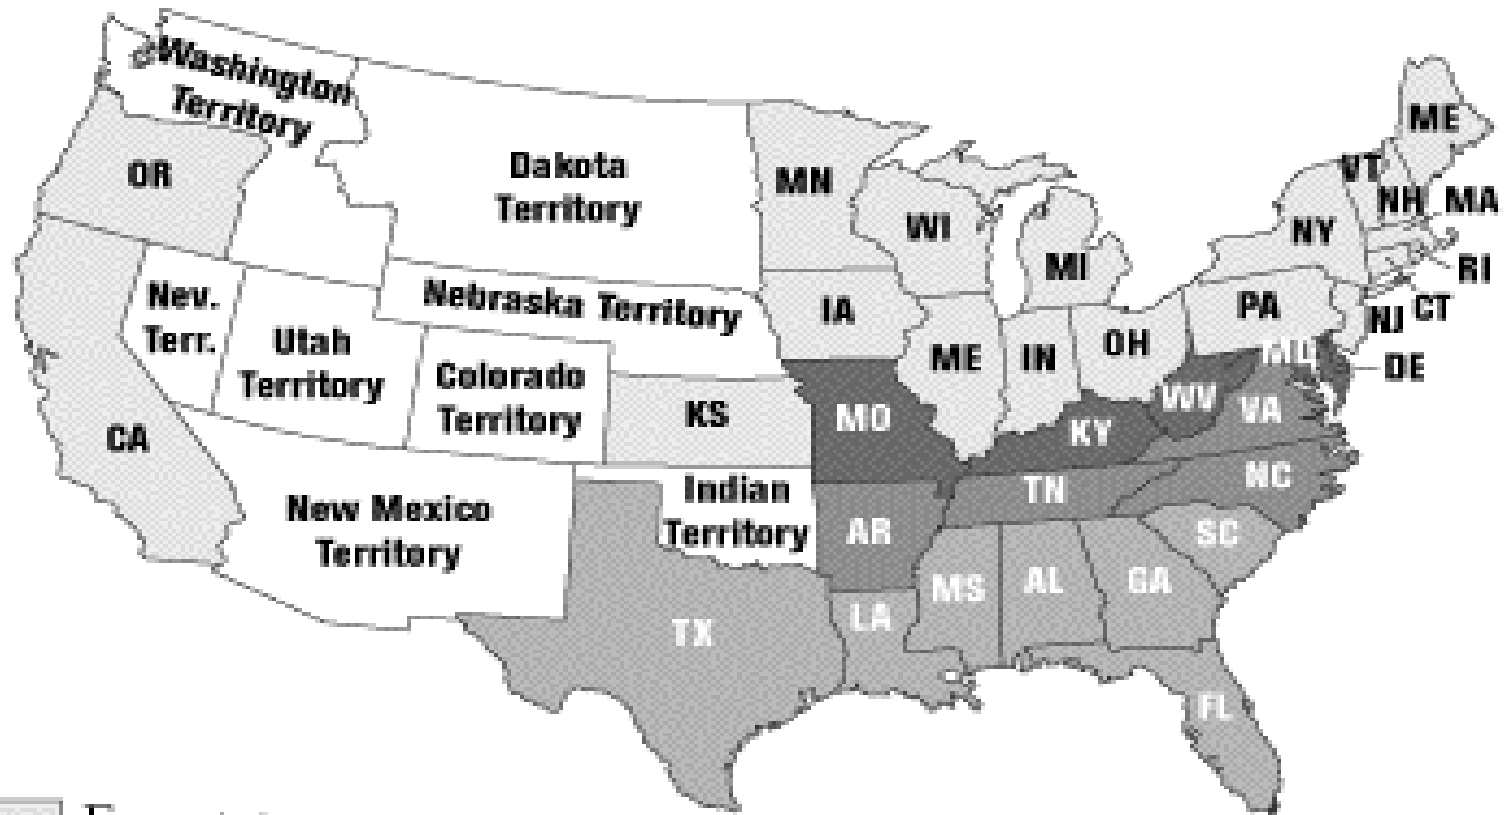 Washington
Territory
ME
VT
NH
MA
OR
Dakota
Territory
MN
WI
NY
MI
RI
Nev.
Terr.
Nebraska Territory
IA
PA
NJ
CT
Utah
Territory
ME
IN
OH
MD
DE
Colorado
Territory
KS
MO
WV
VA
CA
KY
New Mexico
Territory
Indian
Territory
TN
NC
AR
SC
MS
AL
GA
LA
TX
FL